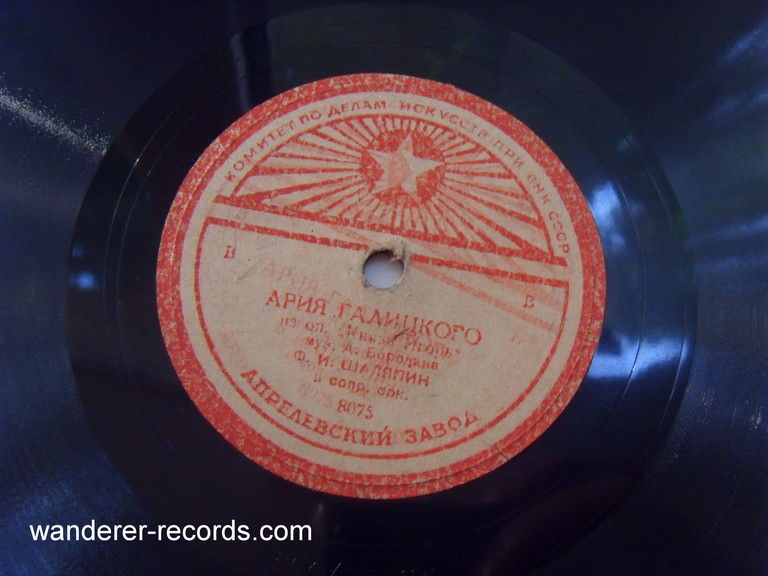 КОМИТЕТ ПО ДЕЛАМ ИСКУССТВ ПРИ СНК СССР
В
В
АРИЯ ГАЛИЦКОГО
из оп. „Князь Игорь"
муз. А. Бородина
Ф. И. ШАЛЯПИН
в сопр. орк.
8075
АПРЕЛЕВСКИЙ ЗАВОД
wanderer-records.com